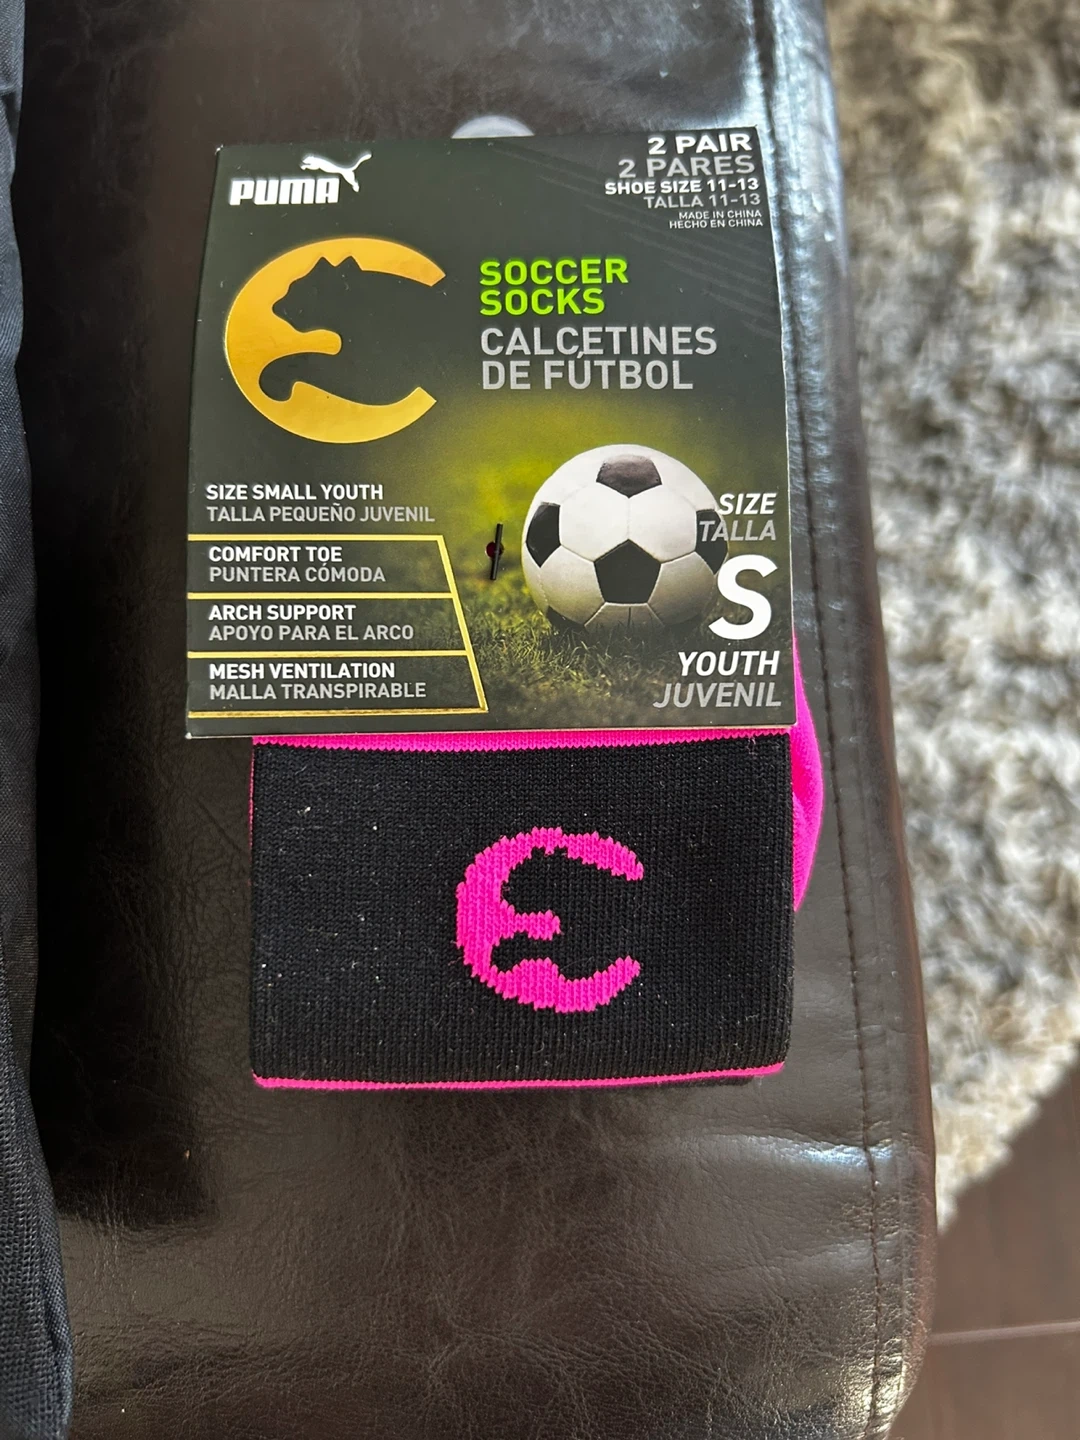 PUMA
2 PAIR
2 PARES
SHOE SIZE 11-13
TALLA 11-13
MADE IN CHINA
HECHO EN CHINA
SOCCER
SOCKS
CALCETINES
DE FÚTBOL
SIZE SMALL YOUTH
TALLA PEQUEÑO JUVENIL
COMFORT TOE
PUNTERA CÓMODA
ARCH SUPPORT
APOYO PARA EL ARCO
MESH VENTILATION
MALLA TRANSPIRABLE
SIZE
TALLA
S
YOUTH
JUVENIL